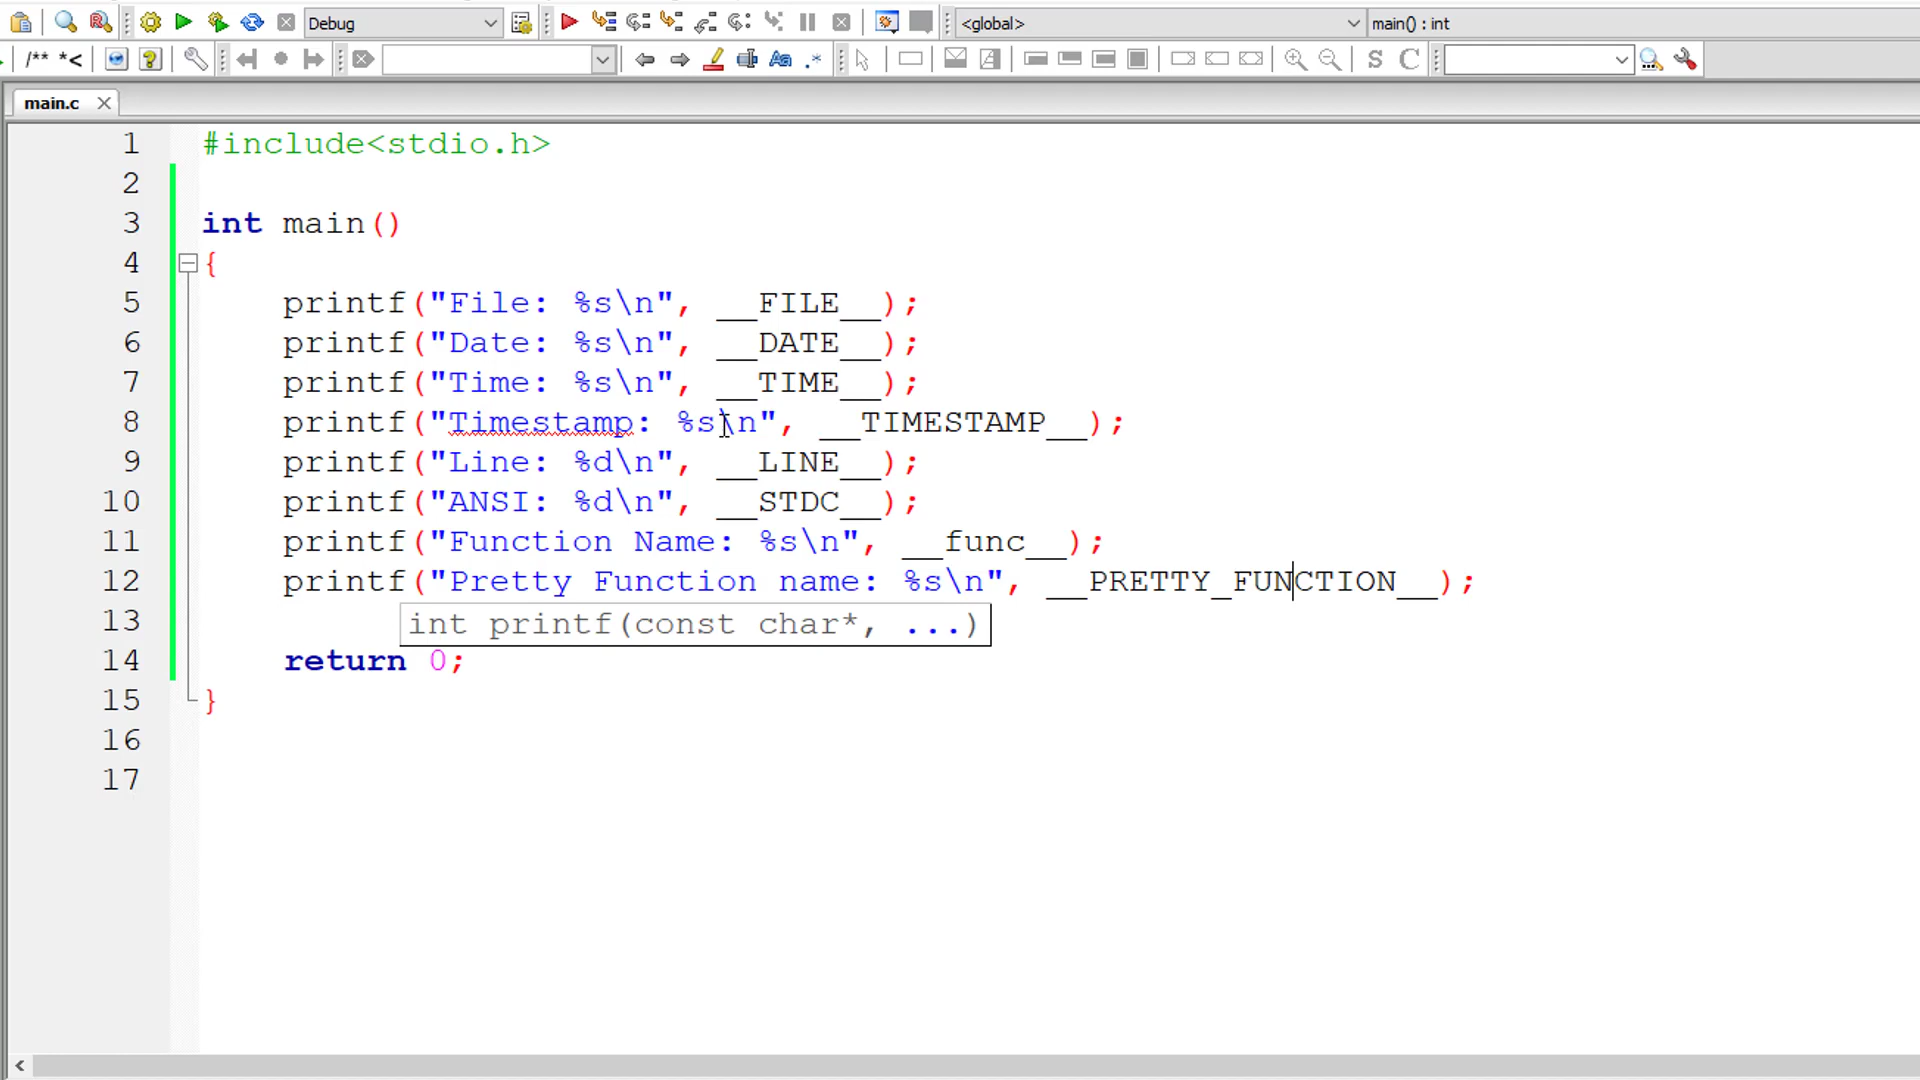 Debug
<global>
main() : int
/** *<
main.c
1 #include<stdio.h>
2
3 int main()
4 {
5 printf("File: %s\n", __FILE__);
6 printf("Date: %s\n", __DATE__);
7 printf("Time: %s\n", __TIME__);
8 printf("Timestamp: %s\n", __TIMESTAMP__);
9 printf("Line: %d\n", __LINE__);
10 printf("ANSI: %d\n", __STDC__);
11 printf("Function Name: %s\n", __func__);
12 printf("Pretty Function name: %s\n", __PRETTY_FUNCTION__);
13 int printf(const char*, ...)
14 return 0;
15 }
16
17